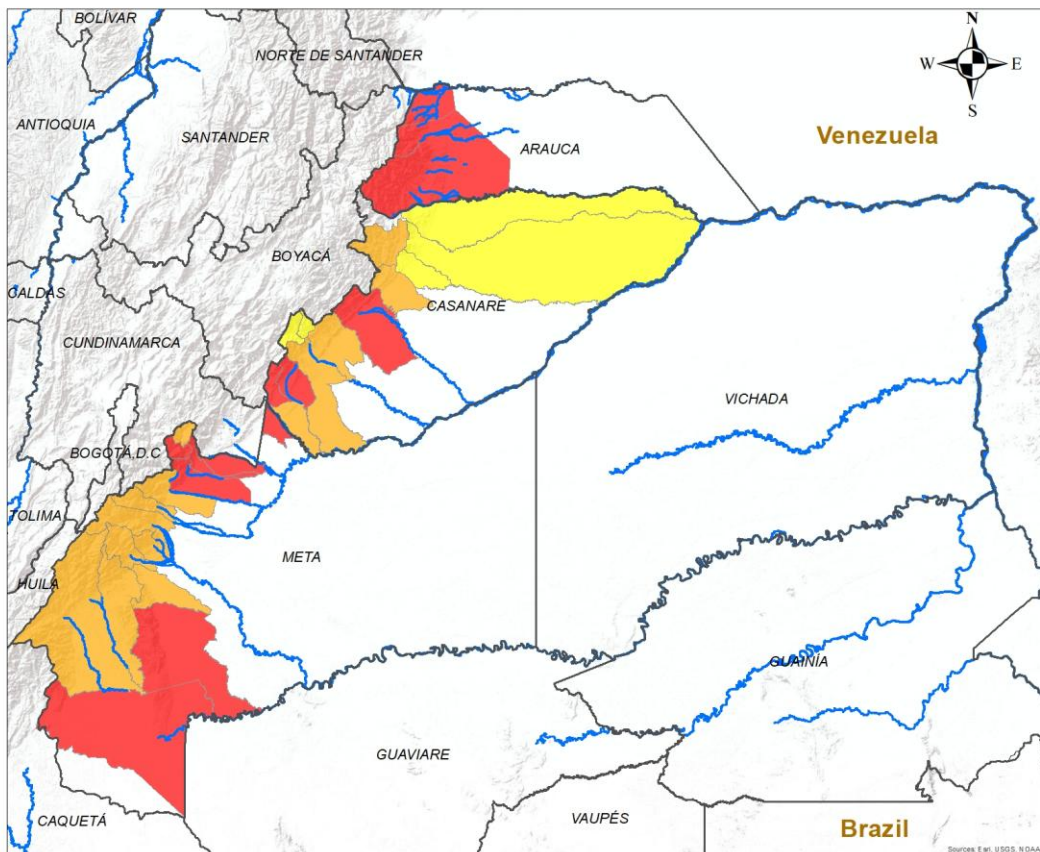 BOLÍVAR
N
NORTE DE SANTANDER
W
E
S
ANTIOQUIA
SANTANDER
Venezuela
ARAUCA
BOYACÁ
CALDAS
CASANARE
CUNDINAMARCA
VICHADA
BOGOTÁ,D.C
TOLIMA
META
HUILA
GUAINÍA
GUAVIARE
CAQUETÁ
VAUPÉS
Brazil
Sources: Esri, USGS, NOAA